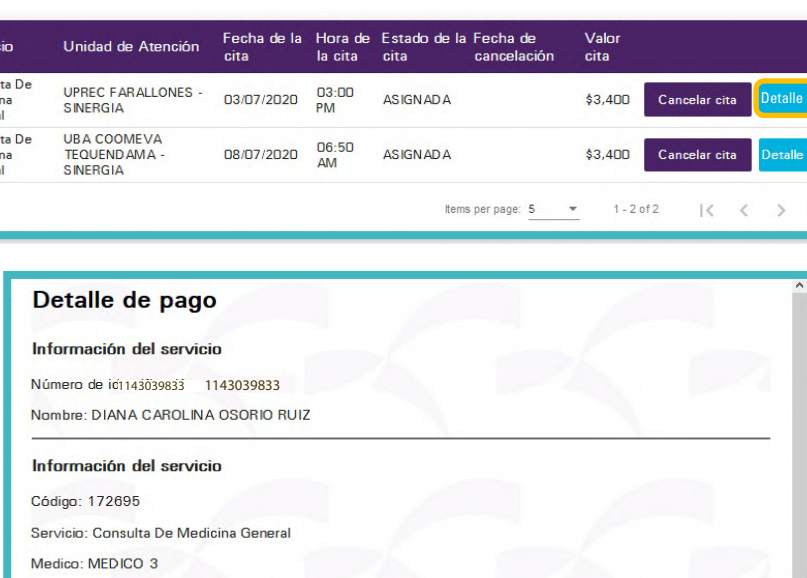 io Unidad de Atención Fecha de la cita Hora de la cita Estado de la cita Fecha de cancelación Valor cita
ta De na l UPREC FARALLONES - SINERGIA 03/07/2020 03:00 PM ASIGNADA $3,400 Cancelar cita Detalle
ta De na al UBA COOMEVA TEQUENDAMA - SINERGIA 08/07/2020 06:50 AM ASIGNADA $3,400 Cancelar cita Detalle
Items per page: 5 1 - 2 of 2
Detalle de pago
Información del servicio
Número de id1143039833 1143039833
Nombre: DIANA CAROLINA OSORIO RUIZ
Información del servicio
Código: 172695
Servicio: Consulta De Medicina General
Medico: MEDICO 3